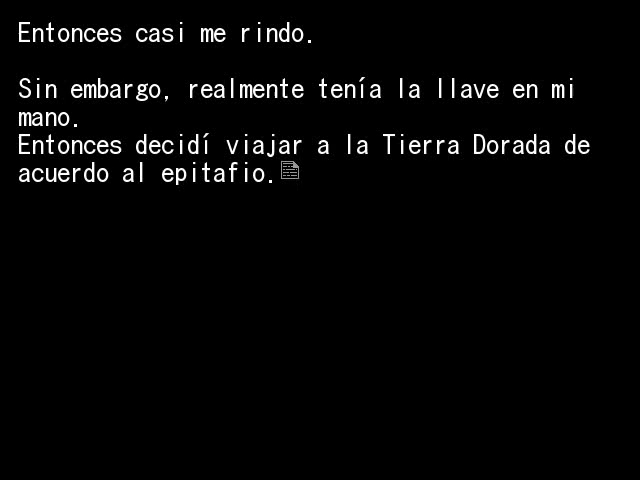 Entonces casi me rindo.
Sin embargo, realmente tenía la llave en mi
mano.
Entonces decidí viajar a la Tierra Dorada de
acuerdo al epitafio.